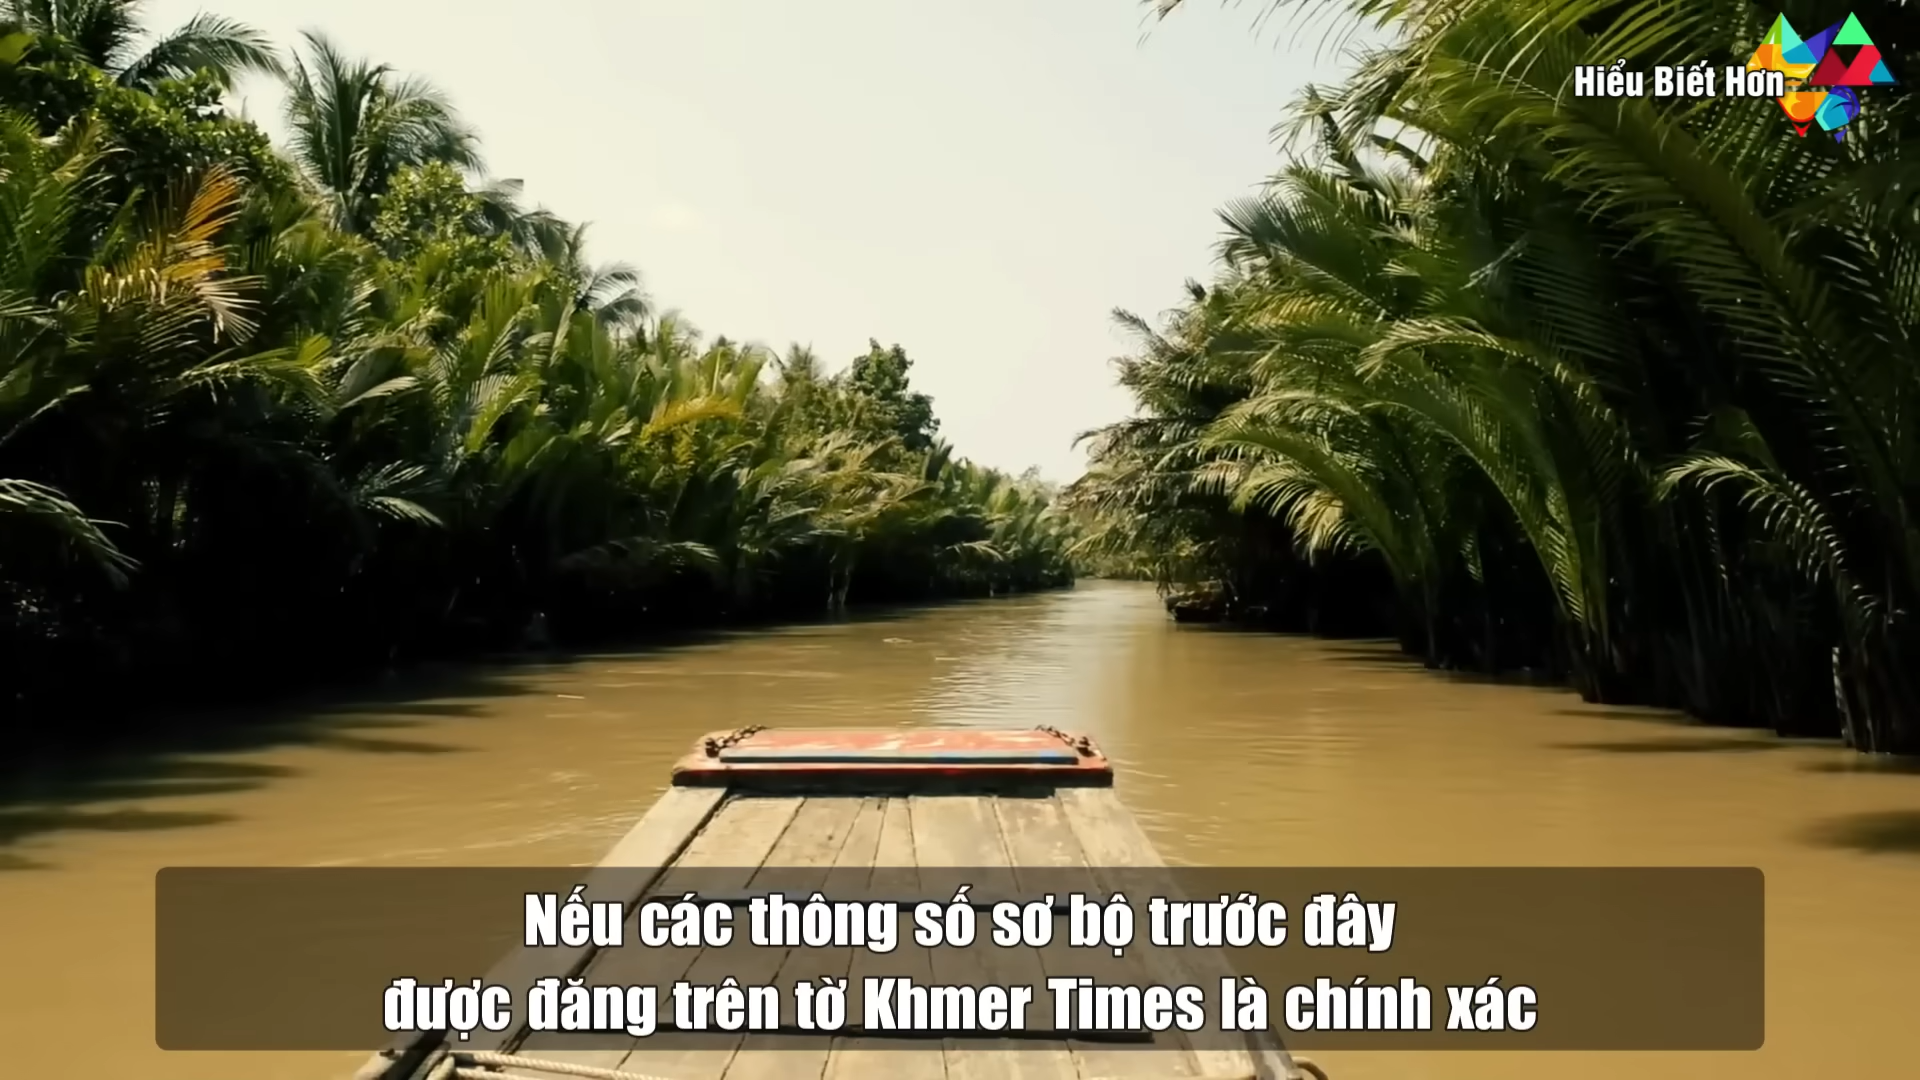 Hiểu Biết Hơn
Nếu các thông số sơ bộ trước đây
được đăng trên tờ Khmer Times là chính xác